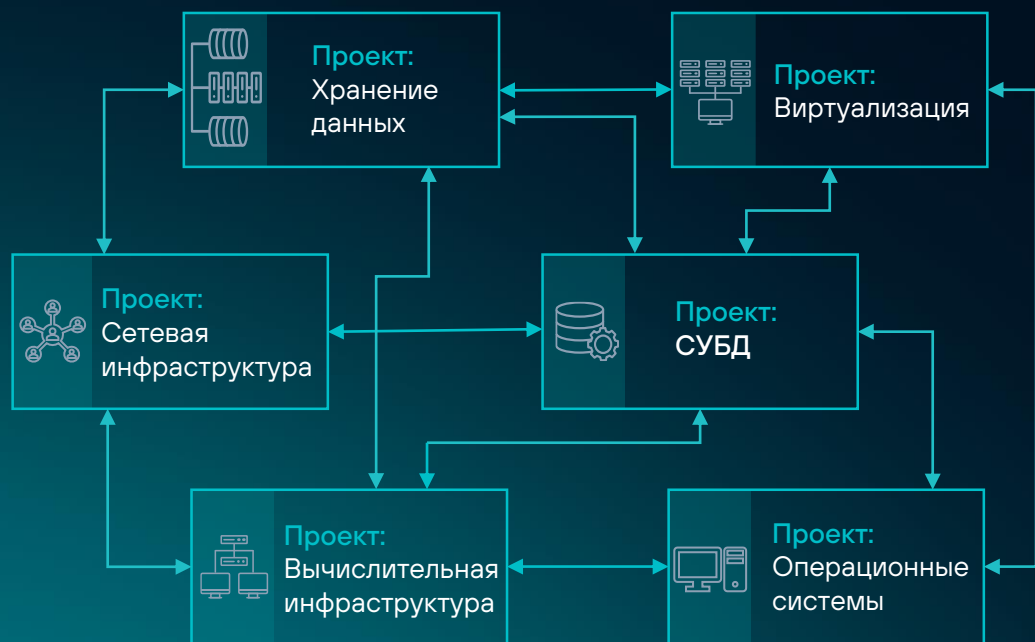 Проект:
Хранение
данных
Проект:
Виртуализация
Проект:
Сетевая
инфраструктура
Проект:
СУБД
Проект:
Вычислительная
инфраструктура
Проект:
Операционные
системы